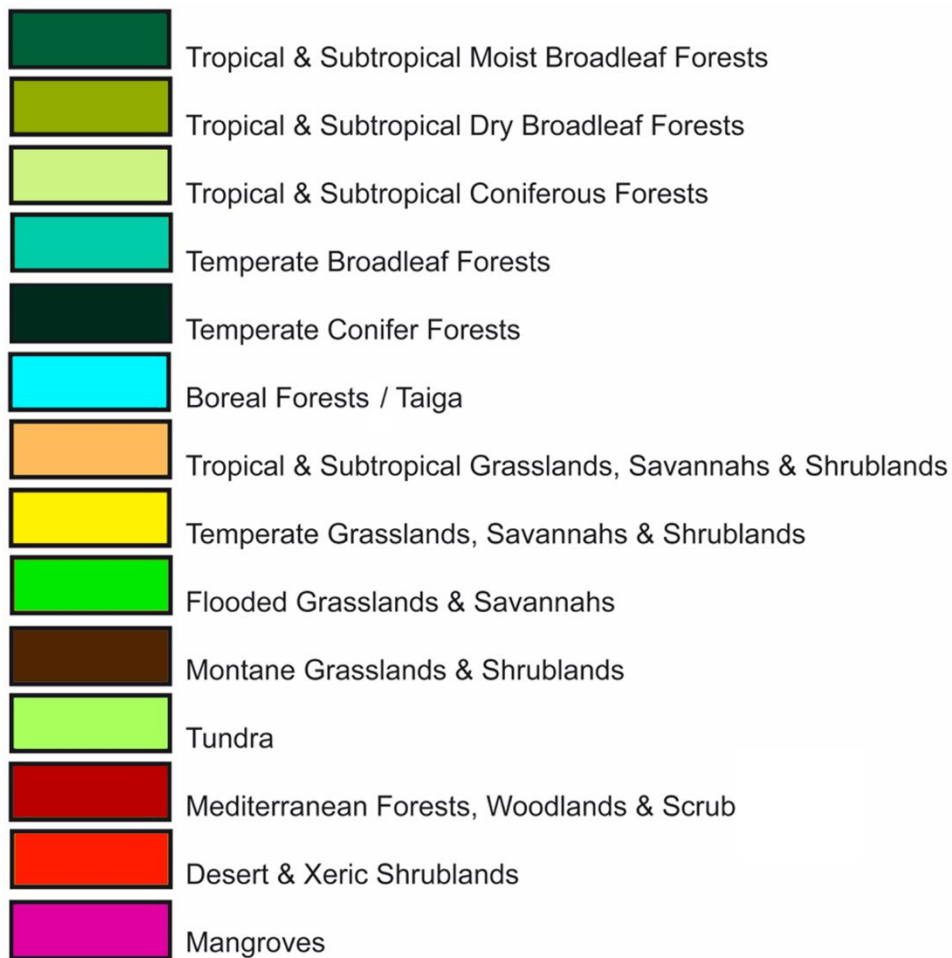 Tropical & Subtropical Moist Broadleaf Forests
Tropical & Subtropical Dry Broadleaf Forests
Tropical & Subtropical Coniferous Forests
Temperate Broadleaf Forests
Temperate Conifer Forests
Boreal Forests / Taiga
Tropical & Subtropical Grasslands, Savannahs & Shrublands
Temperate Grasslands, Savannahs & Shrublands
Flooded Grasslands & Savannahs
Montane Grasslands & Shrublands
Tundra
Mediterranean Forests, Woodlands & Scrub
Desert & Xeric Shrublands
Mangroves